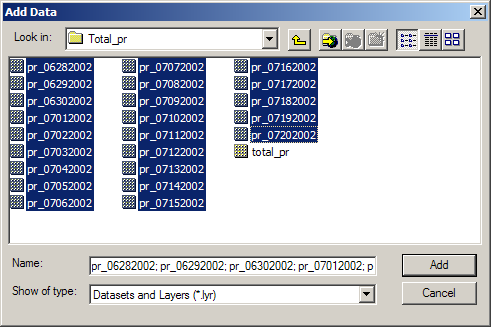 Add Data
Look in: Total_pr
pr_06282002 pr_07072002 pr_07162002
pr_06292002 pr_07082002 pr_07172002
pr_06302002 pr_07092002 pr_07182002
pr_07012002 pr_07102002 pr_07192002
pr_07022002 pr_07112002 pr_07202002
pr_07032002 pr_07122002 total_pr
pr_07042002 pr_07132002
pr_07052002 pr_07142002
pr_07062002 pr_07152002
Name: pr_06282002; pr_06292002; pr_06302002; pr_07012002; p Add
Show of type: Datasets and Layers (*.lyr) Cancel